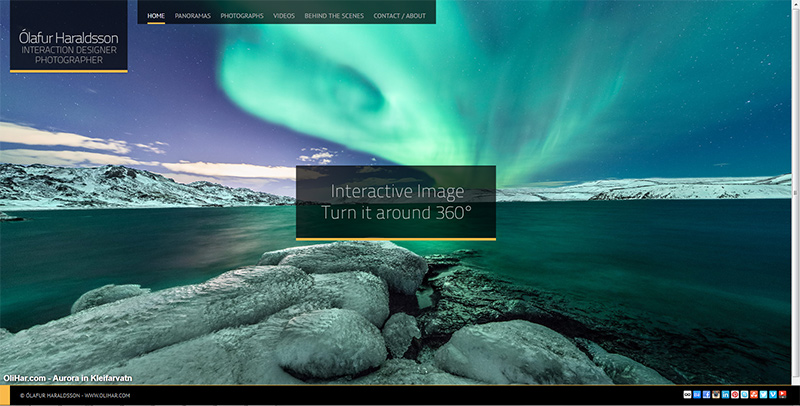 Ólafur Haraldsson
INTERACTION DESIGNER
PHOTOGRAPHER
HOME PANORAMAS PHOTOGRAPHS VIDEOS BEHIND THE SCENES CONTACT / ABOUT
Interactive Image
Turn it around 360°
OliHar.com - Aurora in Kleifarvatn
© ÓLAFUR HARALDSSON - WWW.OLIHAR.COM